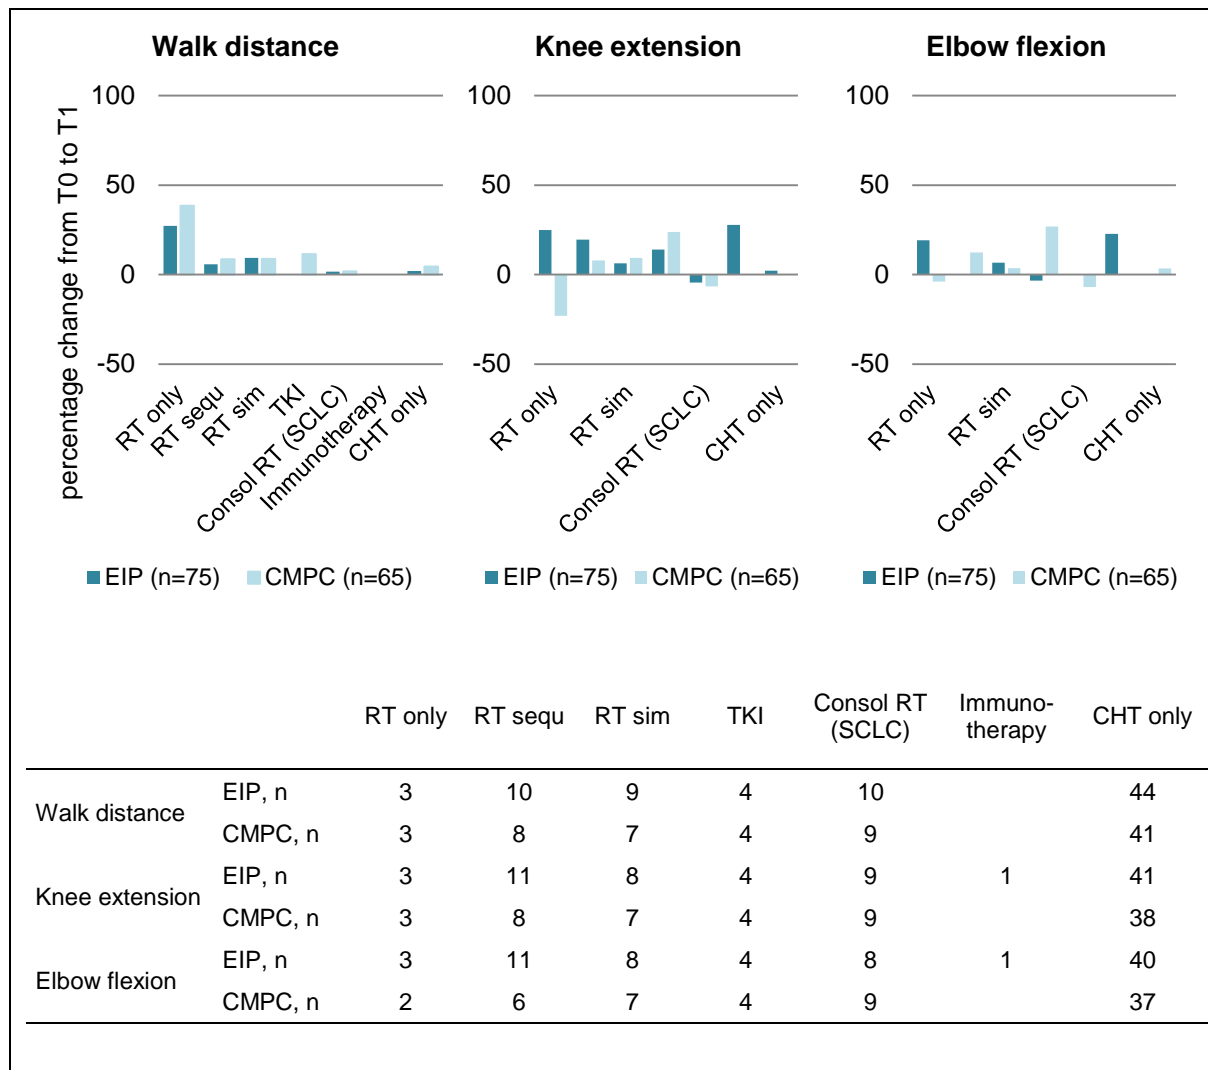 Walk distance
Knee extension
Elbow flexion
percentage change from T0 to T1
100
50
0
-50
RT only
RT sequ
RT sim
TKI
Consol RT (SCLC)
Immunotherapy
CHT only
EIP (n=75) CMPC (n=65)
100
50
0
-50
RT only
RT sim
Consol RT (SCLC)
CHT only
EIP (n=75) CMPC (n=65)
100
50
0
-50
RT only
RT sim
Consol RT (SCLC)
CHT only
EIP (n=75) CMPC (n=65)
RT only RT sequ RT sim TKI Consol RT (SCLC) Immuno-therapy CHT only
Walk distance EIP, n 3 10 9 4 10 44
CMPC, n 3 8 7 4 9 41
Knee extension EIP, n 3 11 8 4 9 1 41
CMPC, n 3 8 7 4 9 38
Elbow flexion EIP, n 3 11 8 4 8 1 40
CMPC, n 2 6 7 4 9 37